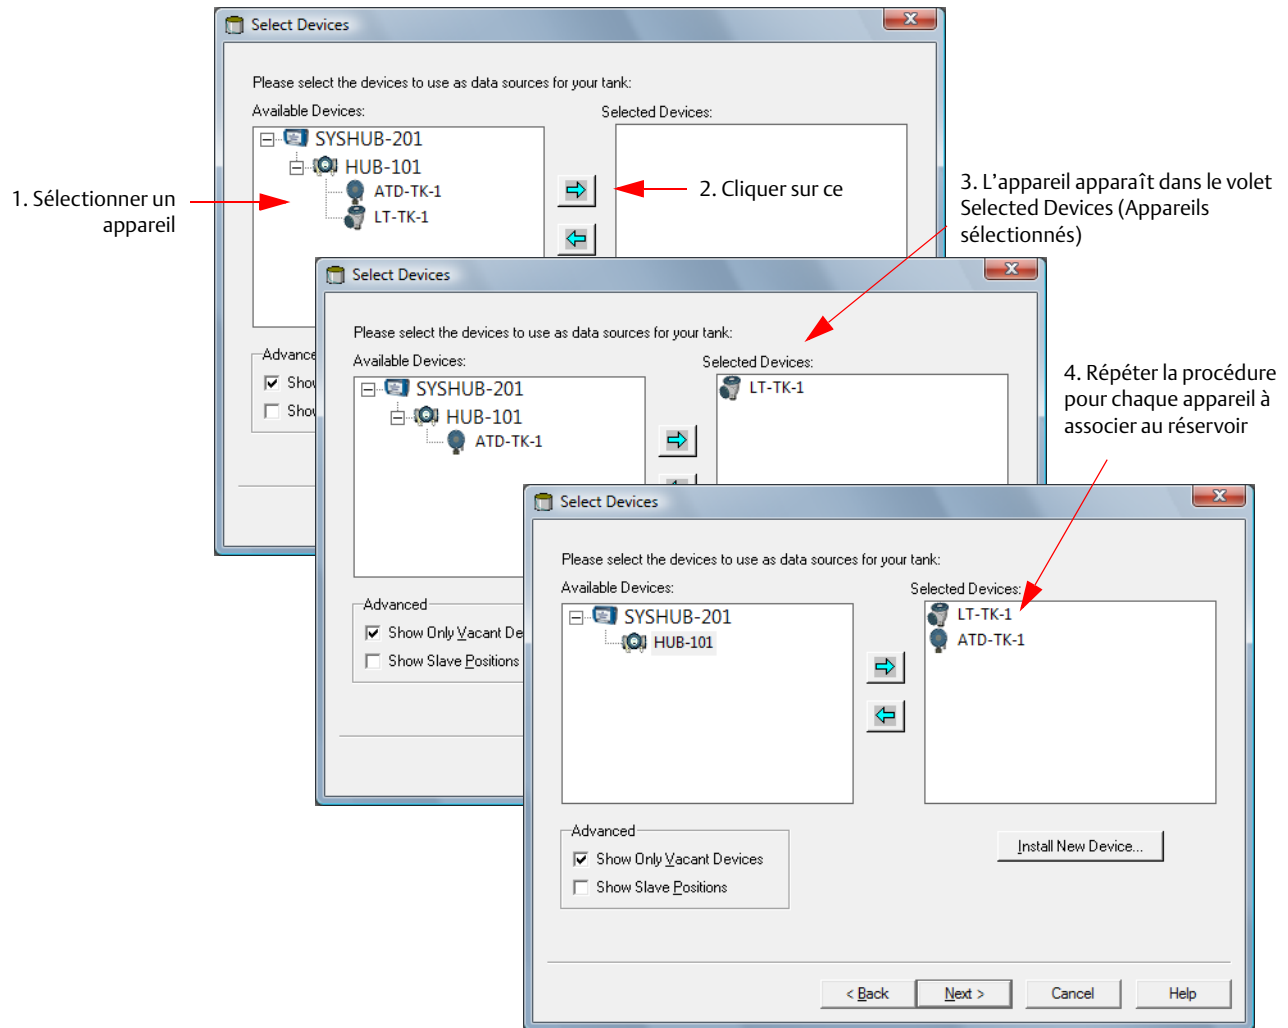 Select Devices
Please select the devices to use as data sources for your tank:
Available Devices:
Selected Devices:
SYSHUB-201
HUB-101
ATD-TK-1
LT-TK-1
1. Sélectionner un
appareil
2. Cliquer sur ce
3. L'appareil apparaît dans le volet
Selected Devices (Appareils
sélectionnés)
Advance
Show
Show
Select Devices
Please select the devices to use as data sources for your tank:
Available Devices:
Selected Devices:
SYSHUB-201
HUB-101
ATD-TK-1
LT-TK-1
4. Répéter la procédure
pour chaque appareil à
associer au réservoir
Advanced
Show Only Vacant De
Show Slave Positions
Select Devices
Please select the devices to use as data sources for your tank:
Available Devices:
Selected Devices:
SYSHUB-201
HUB-101
LT-TK-1
ATD-TK-1
Advanced
Show Only Vacant Devices
Show Slave Positions
Install New Device...
< Back
Next >
Cancel
Help